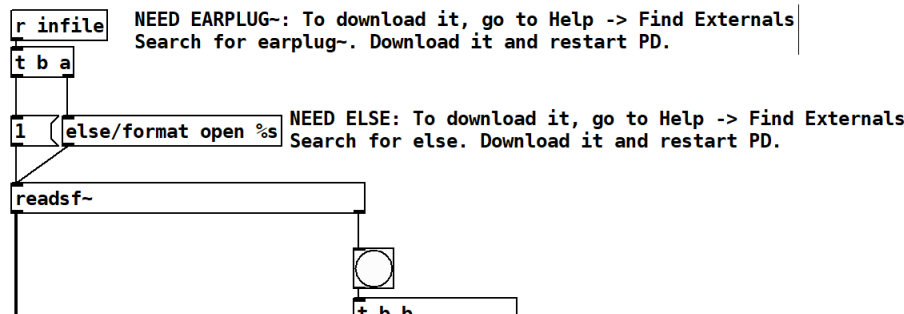 r infile
NEED EARPLUG~: To download it, go to Help -> Find Externals
Search for earplug~. Download it and restart PD.
t b a
1
else/format open %s
NEED ELSE: To download it, go to Help -> Find Externals
Search for else. Download it and restart PD.
readsf~
t b b